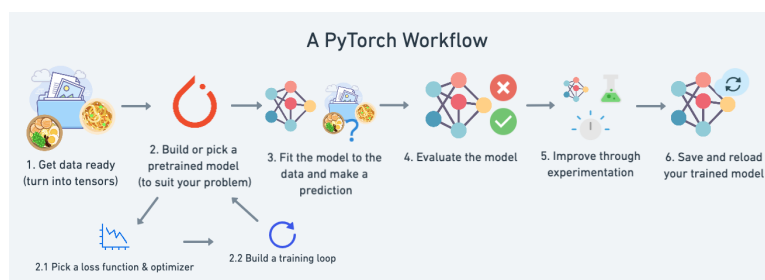 A PyTorch Workflow
1. Get data ready
(turn into tensors)
2. Build or pick a
pretrained model
(to suit your problem)
3. Fit the model to the
data and make a
prediction
4. Evaluate the model
5. Improve through
experimentation
6. Save and reload
your trained model
2.1 Pick a loss function & optimizer
2.2 Build a training loop